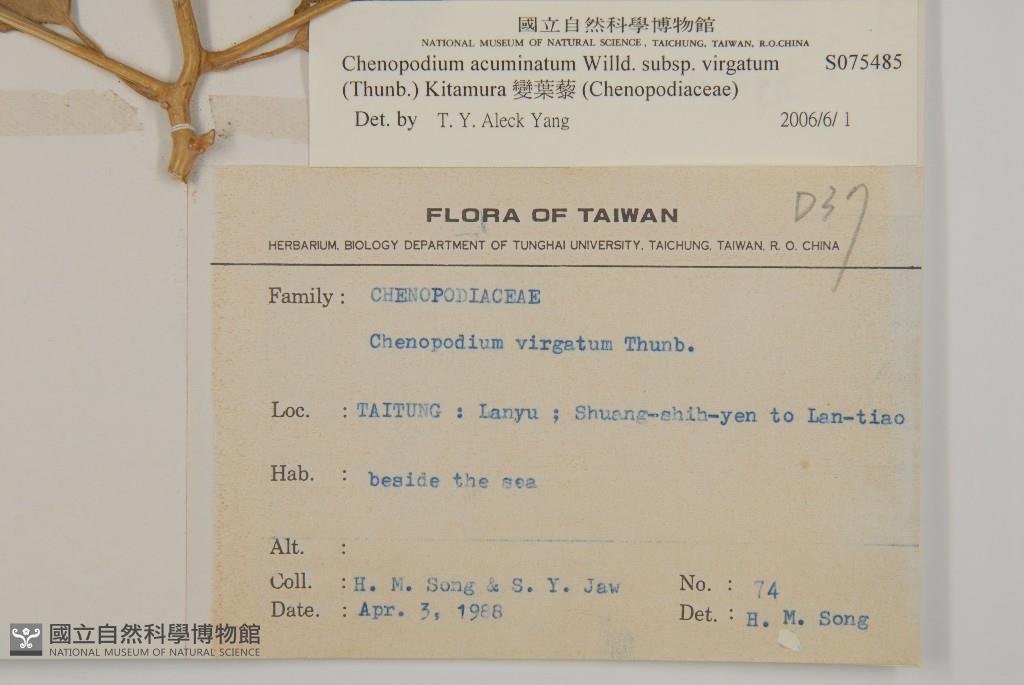 國立自然科學博物館
NATIONAL MUSEUM OF NATURAL SCIENCE, TAICHUNG, TAIWAN, R.O.CHINA
Chenopodium acuminatum Willd. subsp. virgatum S075485
(Thunb.) Kitamura 變葉藜 (Chenopodiaceae)
Det. by T. Y. Aleck Yang 2006/6/ 1
D37
FLORA OF TAIWAN
HERBARIUM, BIOLOGY DEPARTMENT OF TUNGHAI UNIVERSITY, TAICHUNG, TAIWAN, R. O. CHINA
Family : CHENOPODIACEAE
Chenopodium virgatum Thunb.
Loc. : TAITUNG : Lanyu ; Shuang-shih-yen to Lan-tiao
Hab. : beside the sea
Alt. :
Coll. : H. M. Song & S. Y. Jaw No. : 74
Date. : Apr. 3, 1988 Det. : H. M. Song
國立自然科學博物館
NATIONAL MUSEUM OF NATURAL SCIENCE